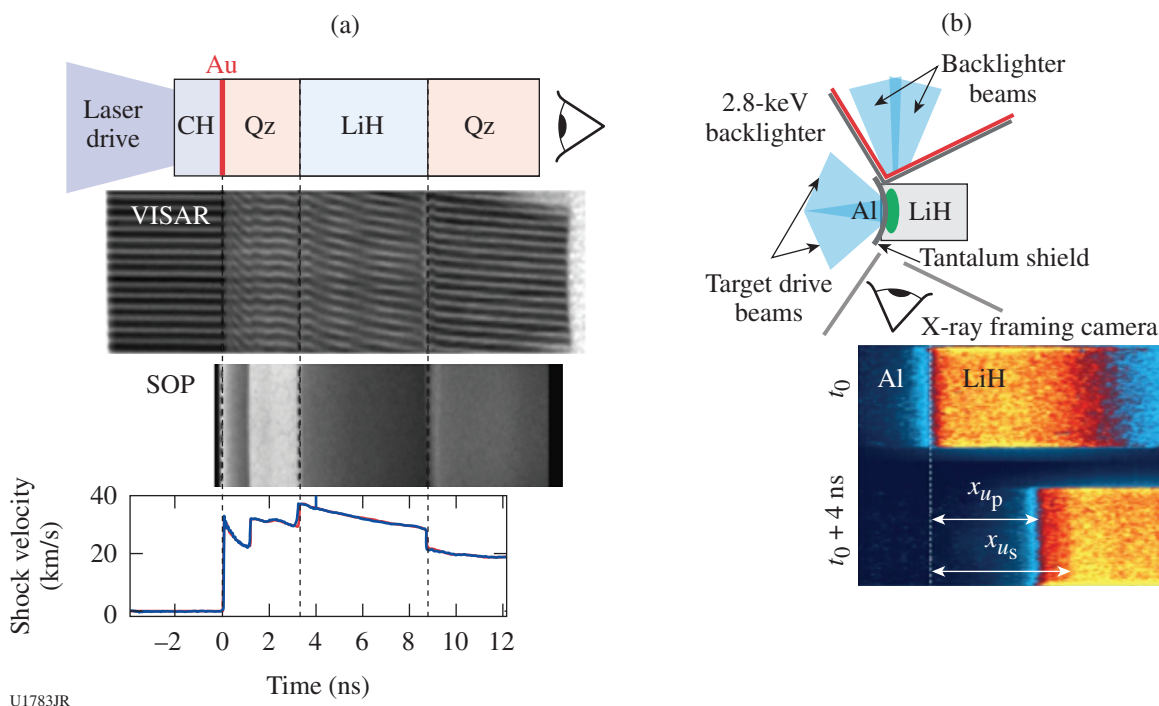 (a)
Au
Laser
drive
CH
Qz
LiH
Qz
VISAR
SOP
Shock velocity
(km/s)
40
20
0
–2
0
2
4
6
8
10
12
Time (ns)
U1783JR
(b)
Backlighter
beams
2.8-keV
backlighter
Al
LiH
Tantalum shield
Target drive
beams
X-ray framing camera
t0
Al
LiH
t0 + 4 ns
xup
xus